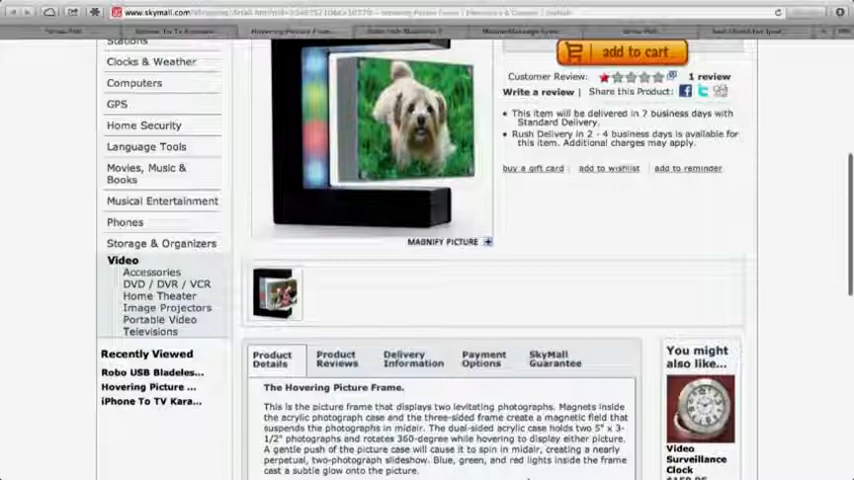 www.skymall.com
Stations
Clocks & Weather
Computers
GPS
Home Security
Language Tools
Movies, Music &
Books
Musical Entertainment
Phones
Storage & Organizers
Video
Accessories
DVD / DVR / VCR
Home Theater
Image Projectors
Portable Video
Televisions
Recently Viewed
Robo USB Bladeles...
Hovering Picture ...
iPhone To TV Kara...
MAGNIFY PICTURE +
add to cart
Customer Review:
1 review
Write a review |
Share this Product:
• This item will be delivered in 7 business days with
Standard Delivery.
• Rush Delivery in 2 - 4 business days is available for
this item. Additional charges may apply.
buy a gift card | add to wishlist | add to reminder
Product
Details
Product
Reviews
Delivery
Information
Payment
Options
SkyMall
Guarantee
The Hovering Picture Frame.
This is the picture frame that displays two levitating photographs. Magnets inside
the acrylic photograph case and the three-sided frame create a magnetic field that
suspends the photographs in midair. The dual-sided acrylic case holds two 5" x 3-
1/2" photographs and rotates 360-degree while hovering to display either picture.
A gentle push of the picture case will cause it to spin in midair, creating a nearly
perpetual, two-photograph slideshow. Blue, green, and red lights inside the frame
cast a subtle glow onto the picture.
You might
also like...
Video
Surveillance
Clock